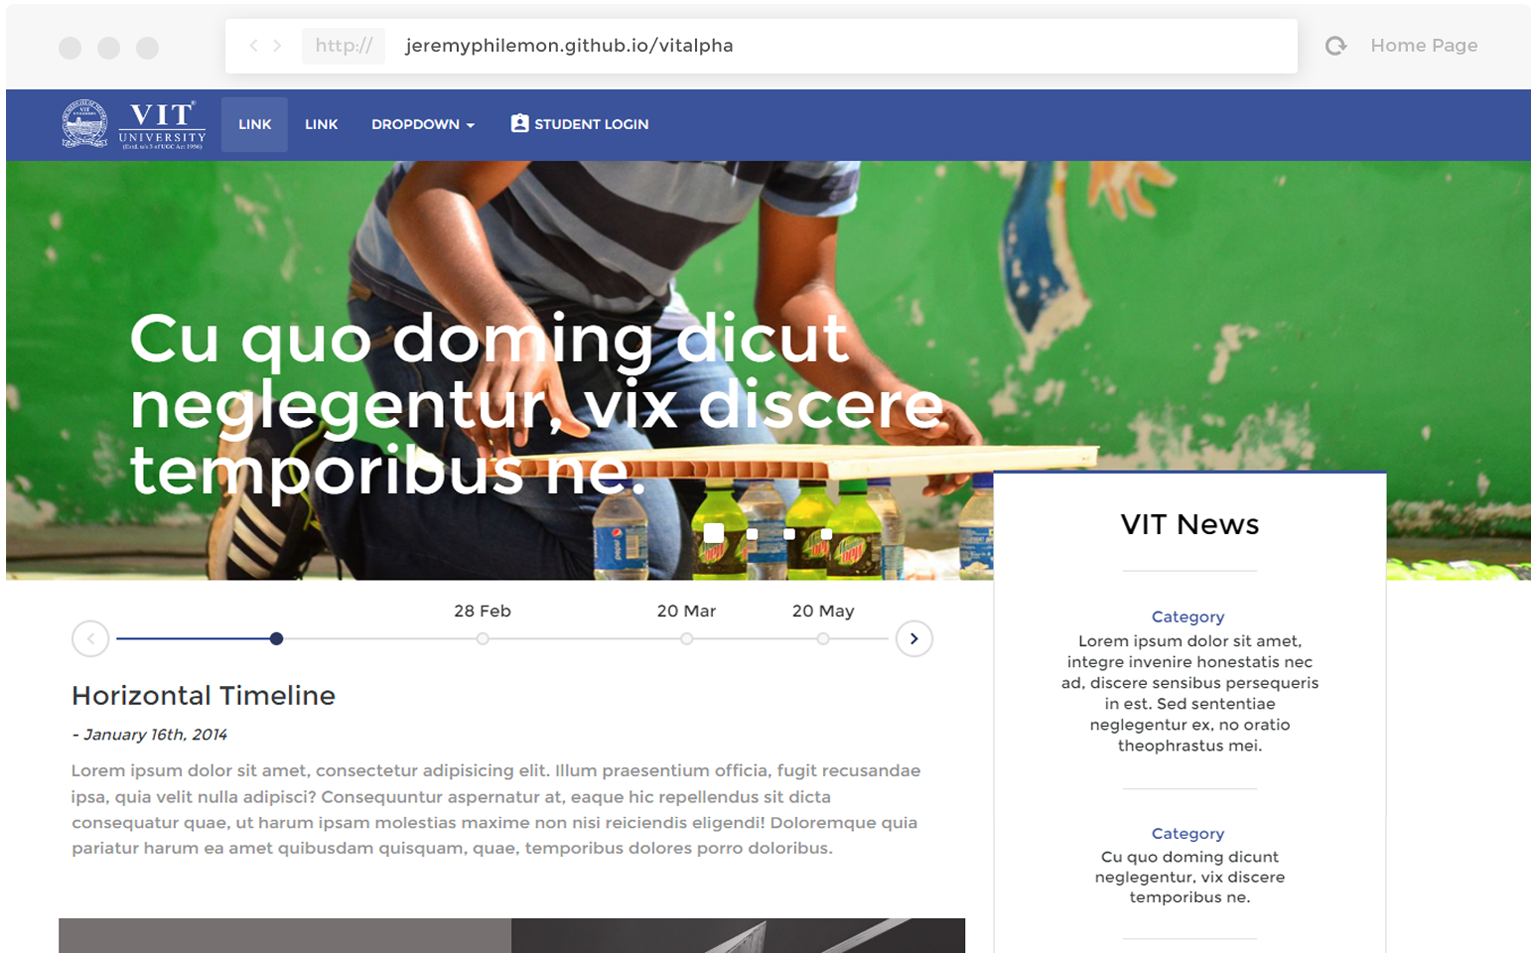 http://
jeremyphilemon.github.io/vitalpha
Home Page
VIT
UNIVERSITY
(Estd. u/s 3 of UGC Act 1956)
LINK
LINK
DROPDOWN
STUDENT LOGIN
Cu quo doming dicut
neglegentur, vix discere
temporibus ne.
pepsi
VIT News
28 Feb
20 Mar
20 May
Horizontal Timeline
- January 16th, 2014
Lorem ipsum dolor sit amet, consectetur adipisicing elit. Illum praesentium officia, fugit recusandae
ipsa, quia velit nulla adipisci? Consequuntur aspernatur at, eaque hic repellendus sit dicta
consequatur quae, ut harum ipsam molestias maxime non nisi reiciendis eligendi! Doloremque quia
pariatur harum ea amet quibusdam quisquam, quae, temporibus dolores porro doloribus.
Category
Lorem ipsum dolor sit amet,
integre invenire honestatis nec
ad, discere sensibus persequeris
in est. Sed sententiae
neglegentur ex, no oratio
theophrastus mei.
Category
Cu quo doming dicunt
neglegentur, vix discere
temporibus ne.